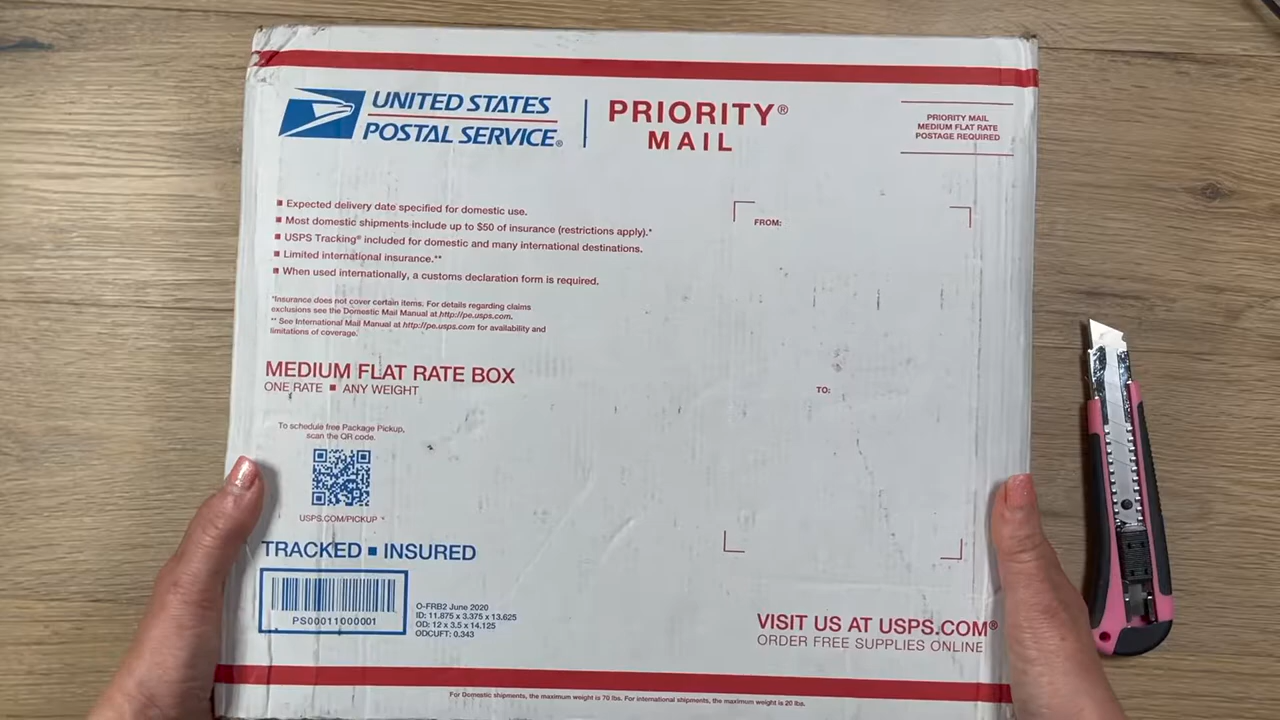 UNITED STATES
POSTAL SERVICE®
PRIORITY®
MAIL
PRIORITY MAIL
MEDIUM FLAT RATE
POSTAGE REQUIRED
■ Expected delivery date specified for domestic use.
■ Most domestic shipments include up to $50 of insurance (restrictions apply).*
■ USPS Tracking® included for domestic and many international destinations.
■ Limited international insurance.**
■ When used internationally, a customs declaration form is required.
*Insurance does not cover certain items. For details regarding claims
exclusions see the Domestic Mail Manual at http://pe.usps.com.
** See International Mail Manual at http://pe.usps.com for availability and
limitations of coverage.
FROM:
TO:
MEDIUM FLAT RATE BOX
ONE RATE ■ ANY WEIGHT
To schedule free Package Pickup,
scan the QR code.
USPS.COM/PICKUP
TRACKED ■ INSURED
PS00011000001
O-FRB2 June 2020
ID: 11.875 x 3.375 x 13.625
OD: 12 x 3.5 x 14.125
ODCUFT: 0.343
VISIT US AT USPS.COM®
ORDER FREE SUPPLIES ONLINE
For Domestic shipments, the maximum weight is 70 lbs. For international shipments, the maximum weight is 20 lbs.